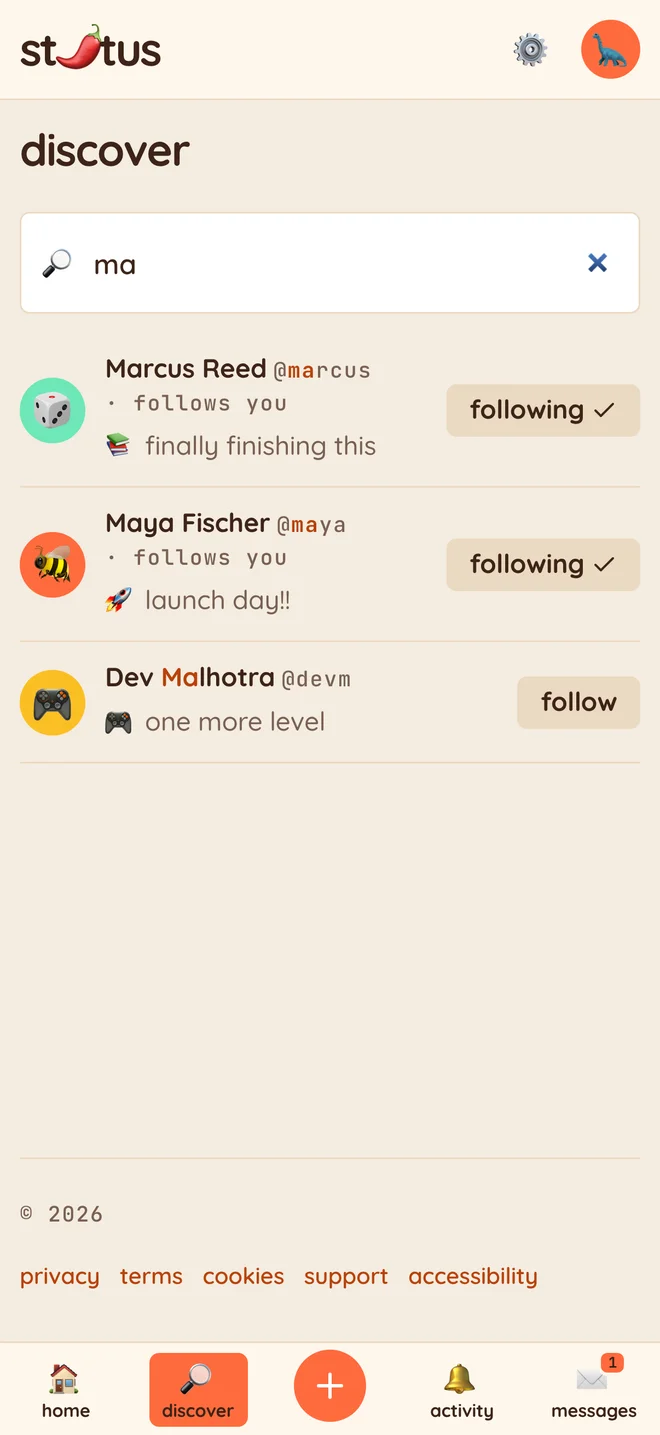 st🌶️tus
discover
ma
Marcus Reed @marcus
· follows you
finally finishing this
following ✓
Maya Fischer @maya
· follows you
launch day!!
following ✓
Dev Malhotra @devm
one more level
follow
© 2026
privacy terms cookies support accessibility
1
home discover activity messages